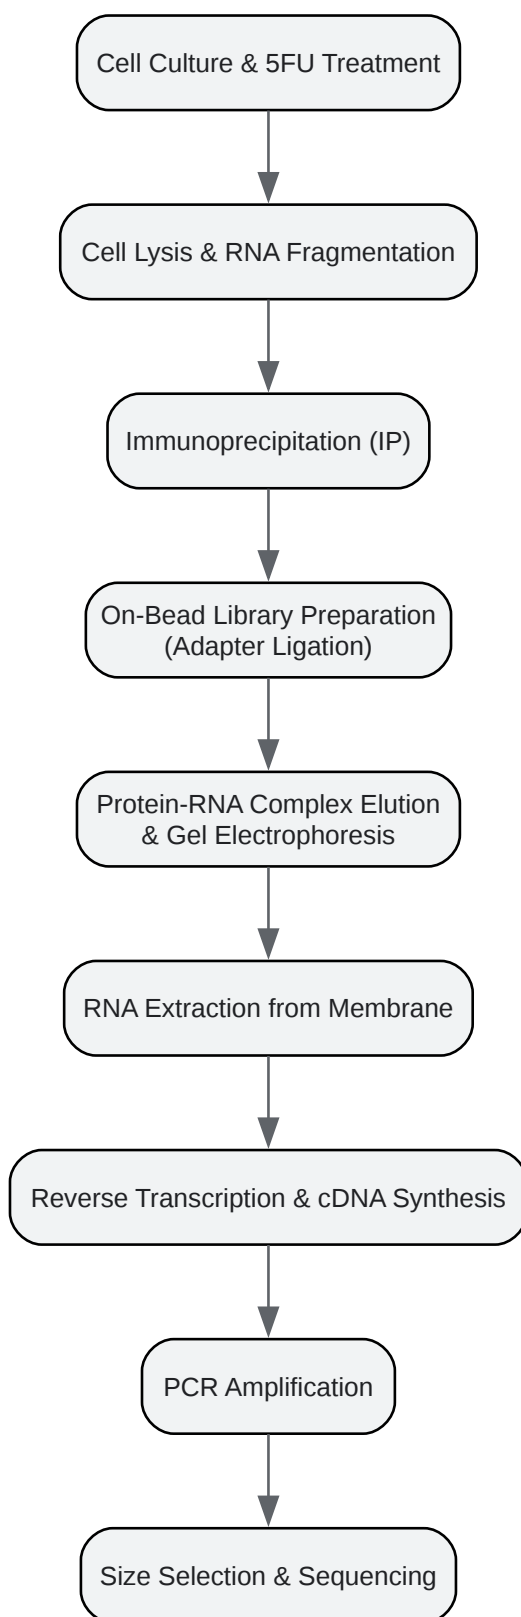 Cell Culture & 5FU Treatment
Cell Lysis & RNA Fragmentation
Immunoprecipitation (IP)
On-Bead Library Preparation
(Adapter Ligation)
Protein-RNA Complex Elution
& Gel Electrophoresis
RNA Extraction from Membrane
Reverse Transcription & cDNA Synthesis
PCR Amplification
Size Selection & Sequencing